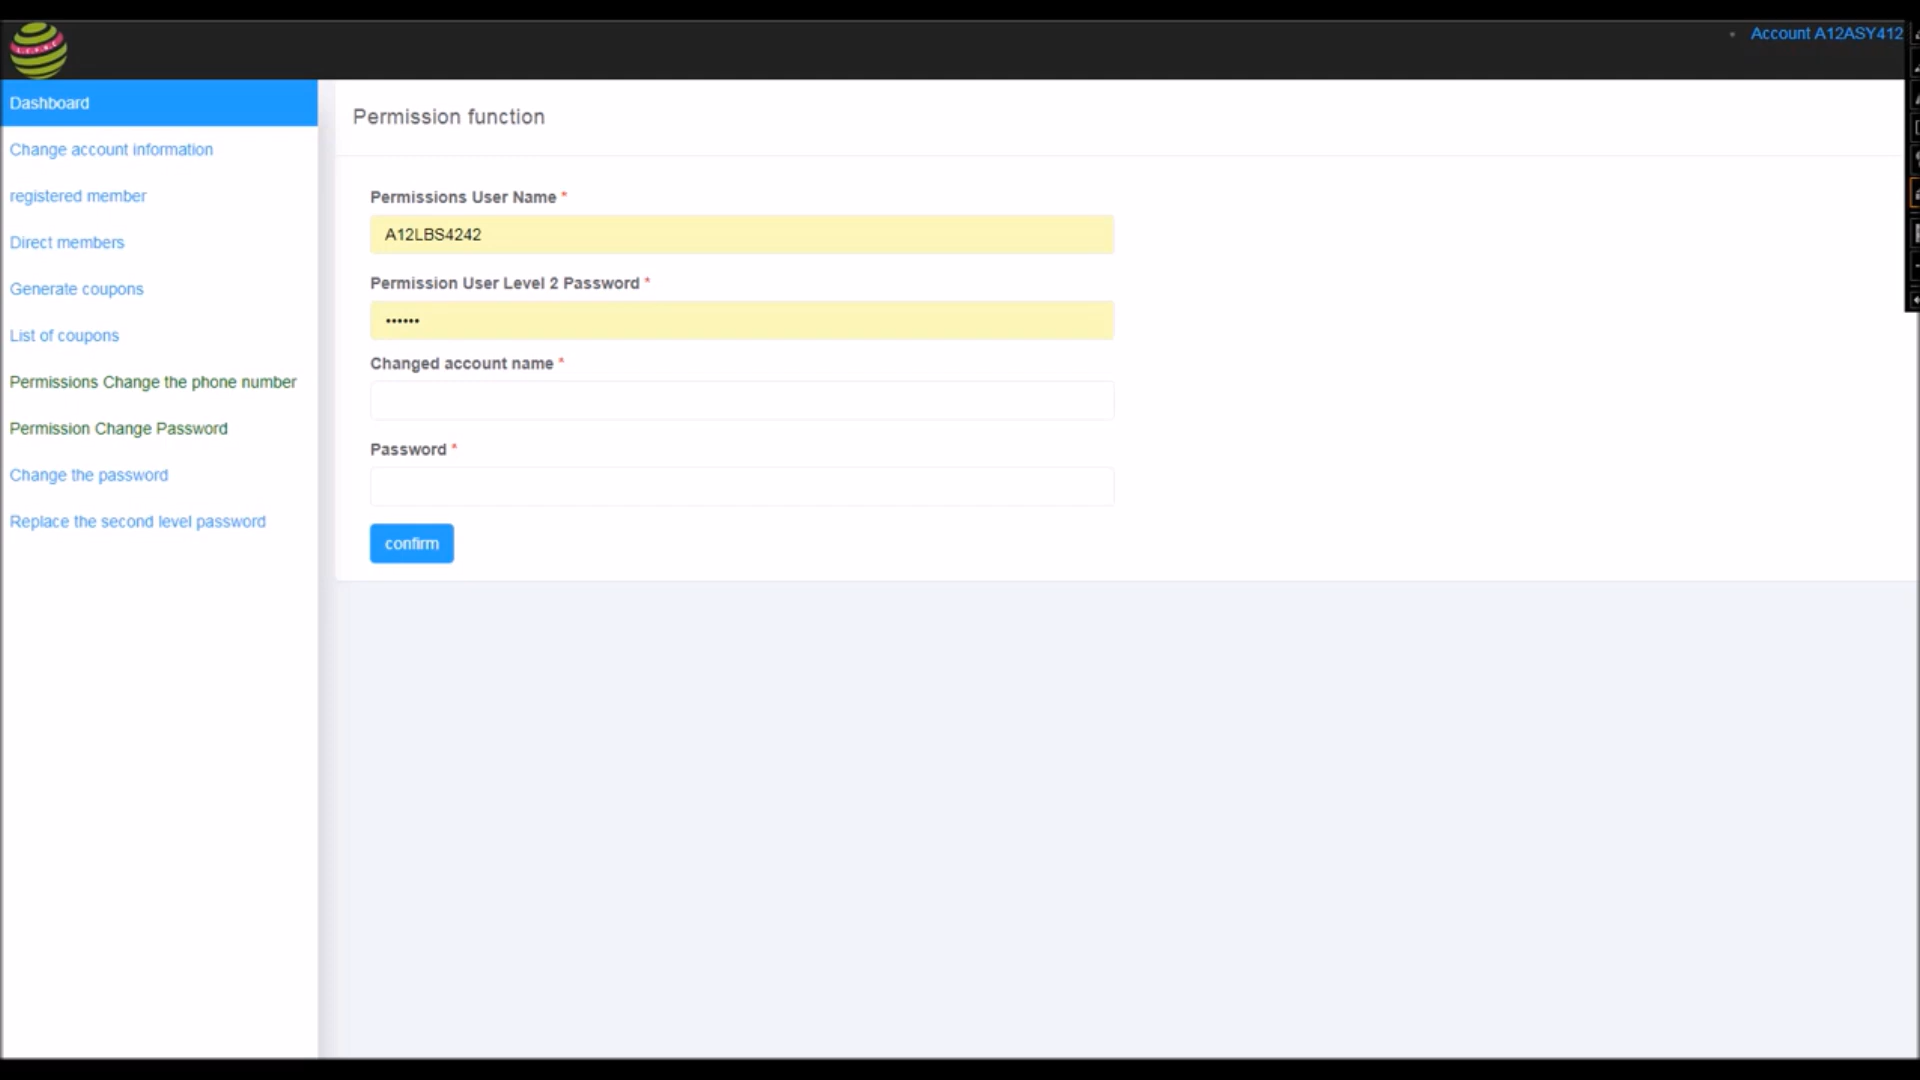 Account A12ASY412
Dashboard
Change account information
registered member
Direct members
Generate coupons
List of coupons
Permissions Change the phone number
Permission Change Password
Change the password
Replace the second level password
Permission function
Permissions User Name *
A12LBS4242
Permission User Level 2 Password *
••••••
Changed account name *
Password *
confirm